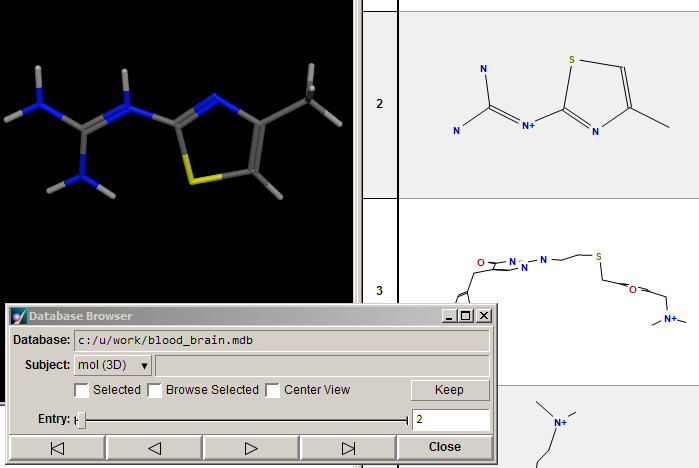 S
N
2
N
N+
N
O
N
N
S
N
3
O
N+
Database Browser
Database: c:/u/work/blood_brain.mdb
Subject: mol (3D)
Selected Browse Selected Center View Keep
Entry: 2
N+
Close